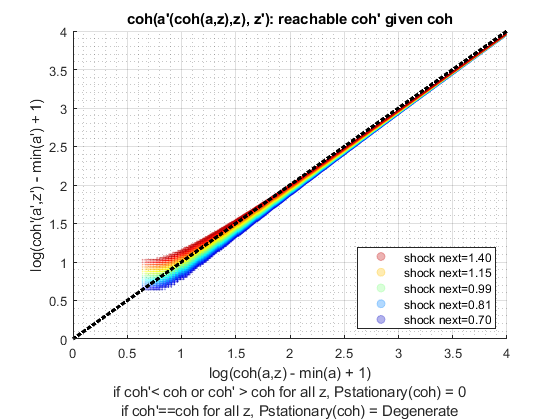 coh(a'(coh(a,z),z), z'): reachable coh' given coh
log(coh'(a',z') - min(a') + 1)
4
3.5
3
2.5
2
1.5
1
0.5
0
0 0.5 1 1.5 2 2.5 3 3.5 4
shock next=1.40
shock next=1.15
shock next=0.99
shock next=0.81
shock next=0.70
log(coh(a,z) - min(a) + 1)
if coh'< coh or coh' > coh for all z, Pstationary(coh) = 0
if coh'==coh for all z, Pstationary(coh) = Degenerate